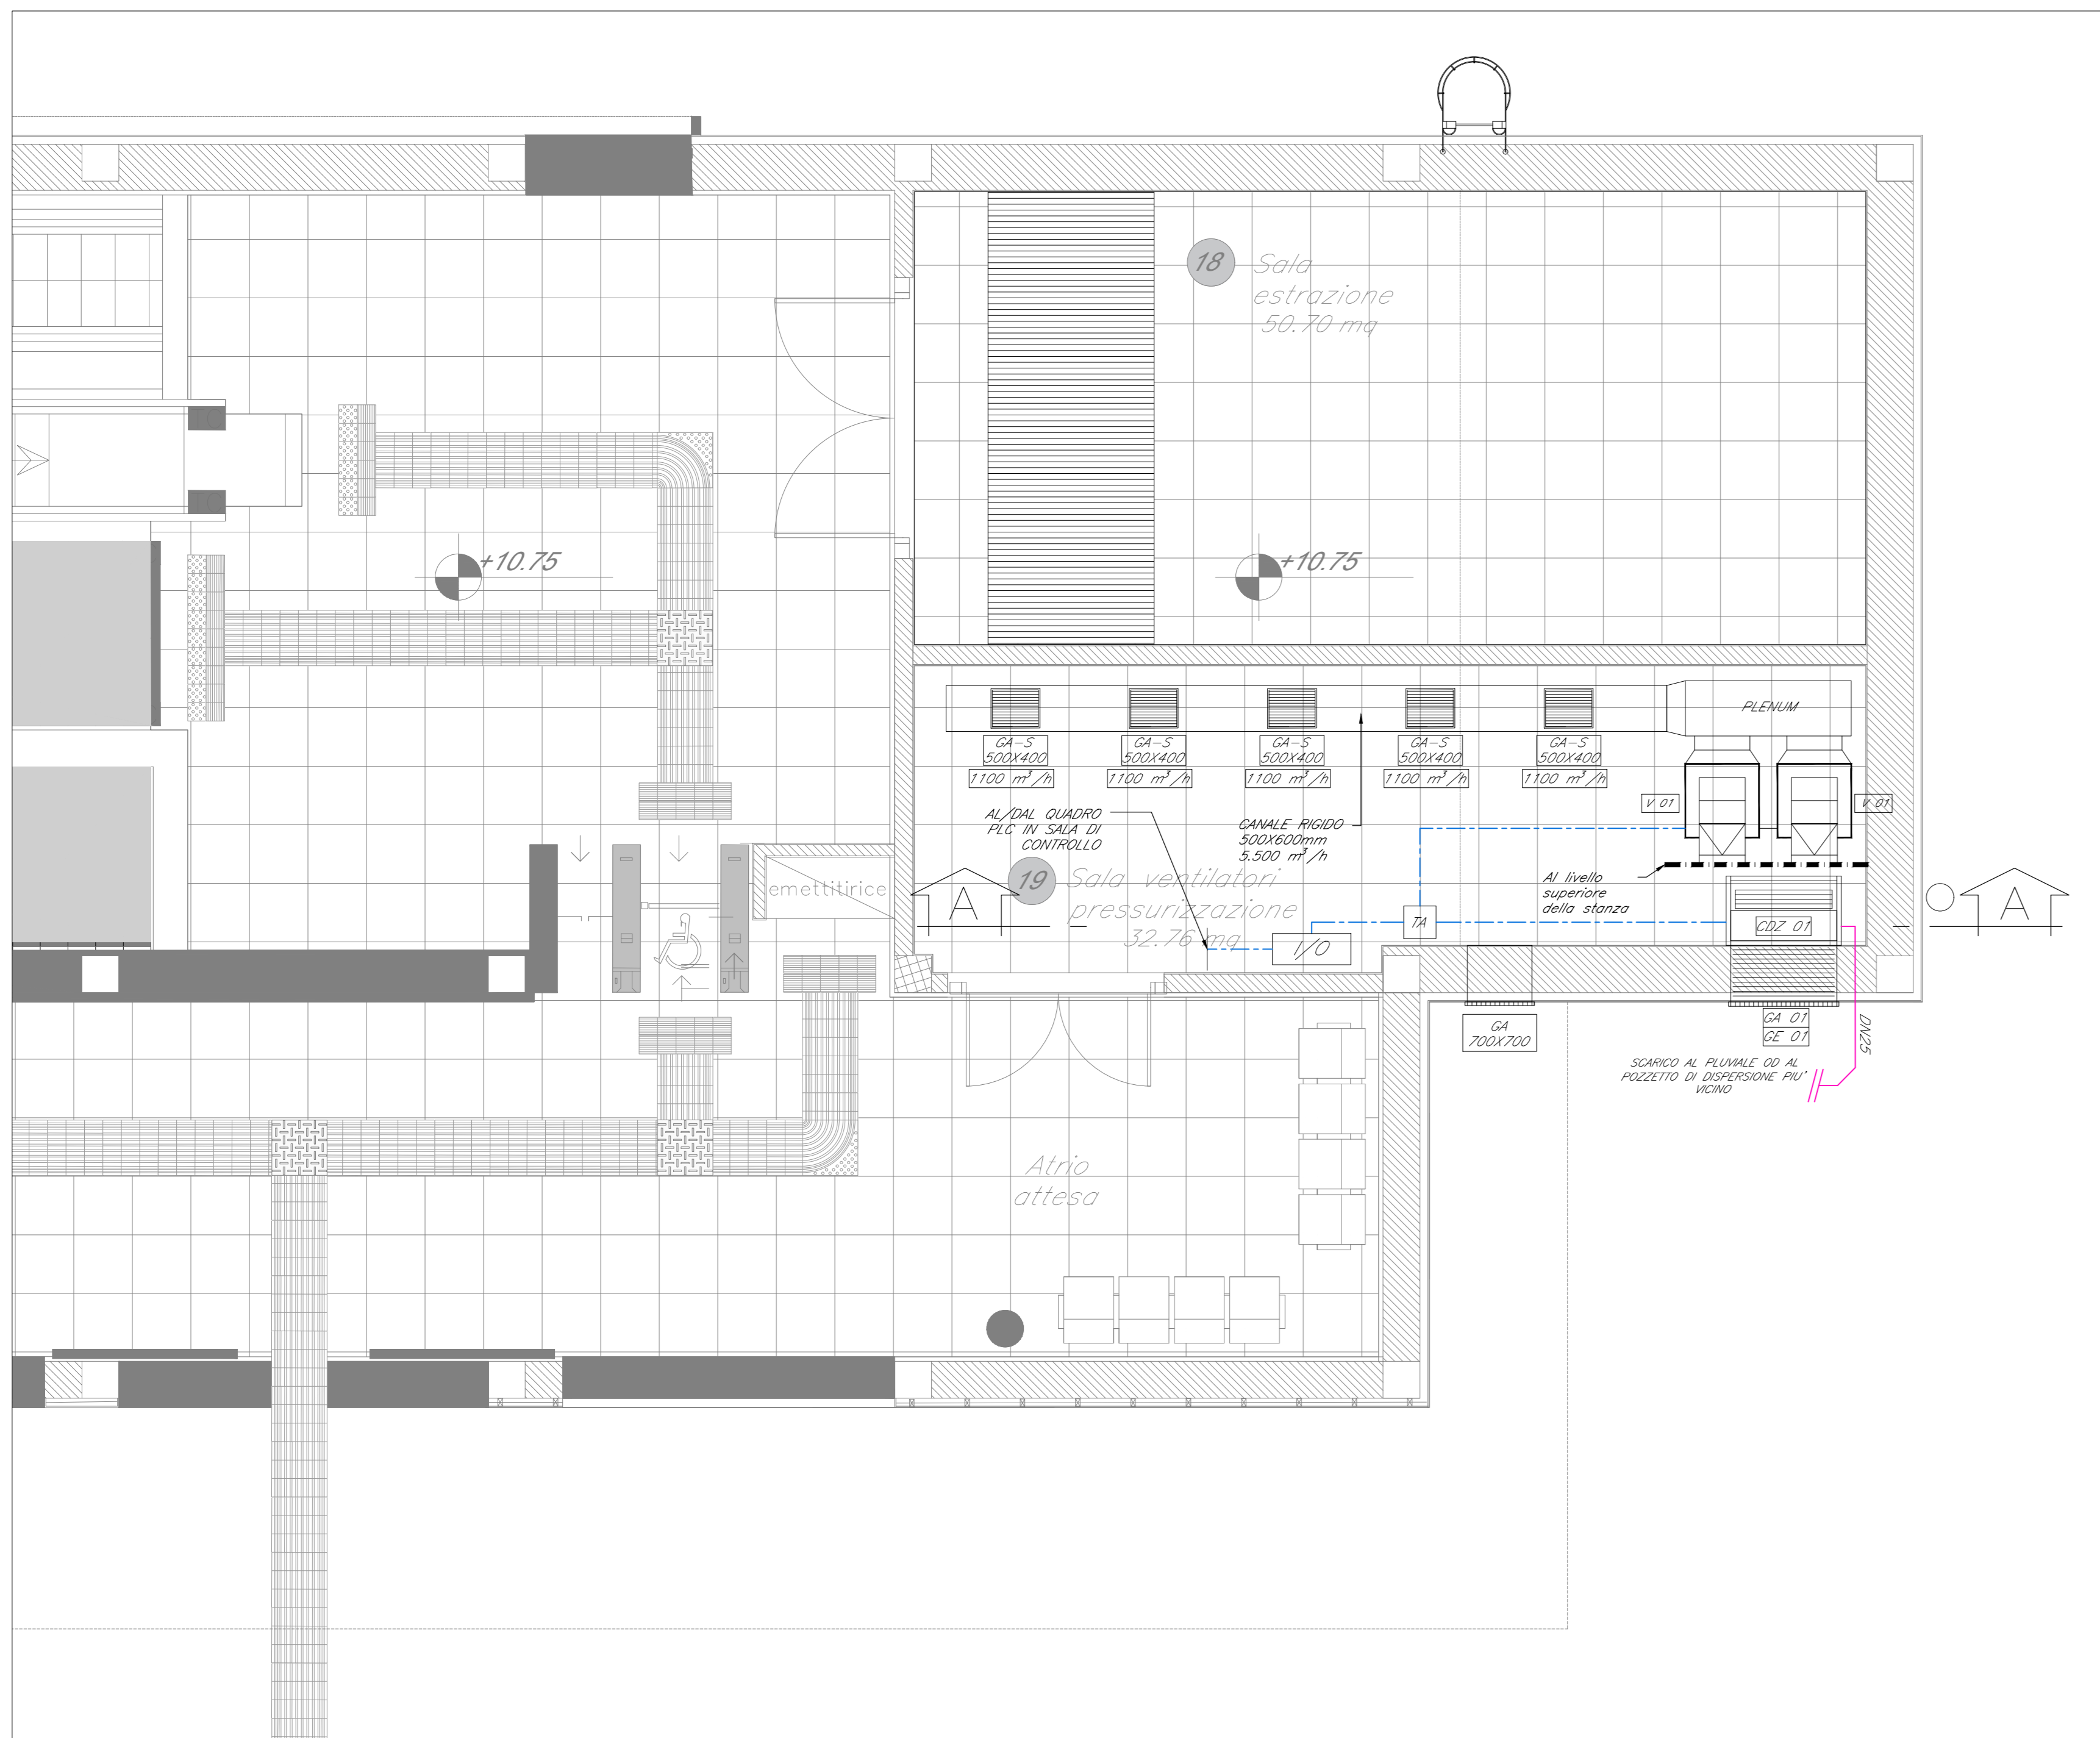 18
Sala
estrazione
50.70 mq
+10.75
+10.75
PLENUM
GA-S
500X400
1100 m³/h
GA-S
500X400
1100 m³/h
GA-S
500X400
1100 m³/h
GA-S
500X400
1100 m³/h
GA-S
500X400
1100 m³/h
V 01
V 01
AL/DAL QUADRO
PLC IN SALA DI
CONTROLLO
CANALE RIGIDO
500X600mm
5.500 m³/h
19
Sala ventilatori
pressurizzazione
32.76 mq
emettitirice
A
Al livello
superiore
della stanza
A
TA
I/O
CDZ 01
GA
700X700
GA 01
GE 01
DN25
SCARICO AL PLUVIALE OD AL
POZZETTO DI DISPERSIONE PIU'
VICINO
Atrio
attesa